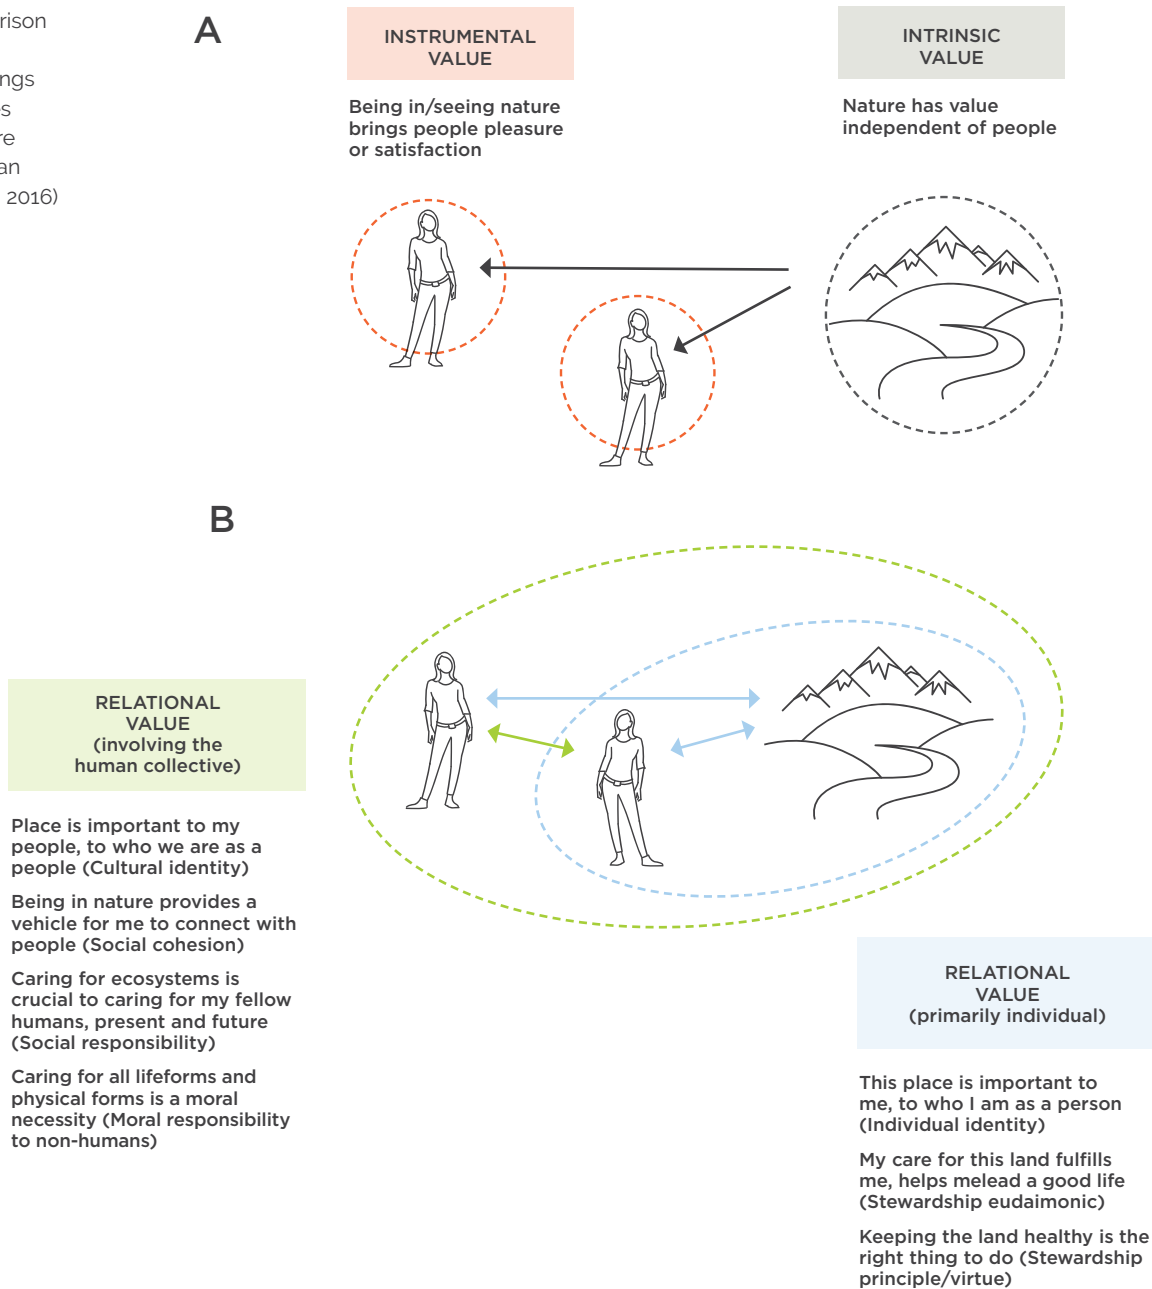 rison
ngs
es
re
an
2016)
A
INSTRUMENTAL
VALUE
Being in/seeing nature
brings people pleasure
or satisfaction
INTRINSIC
VALUE
Nature has value
independent of people
B
RELATIONAL
VALUE
(involving the
human collective)
Place is important to my
people, to who we are as a
people (Cultural identity)
Being in nature provides a
vehicle for me to connect with
people (Social cohesion)
Caring for ecosystems is
crucial to caring for my fellow
humans, present and future
(Social responsibility)
Caring for all lifeforms and
physical forms is a moral
necessity (Moral responsibility
to non-humans)
RELATIONAL
VALUE
(primarily individual)
This place is important to
me, to who I am as a person
(Individual identity)
My care for this land fulfills
me, helps melead a good life
(Stewardship eudaimonic)
Keeping the land healthy is the
right thing to do (Stewardship
principle/virtue)